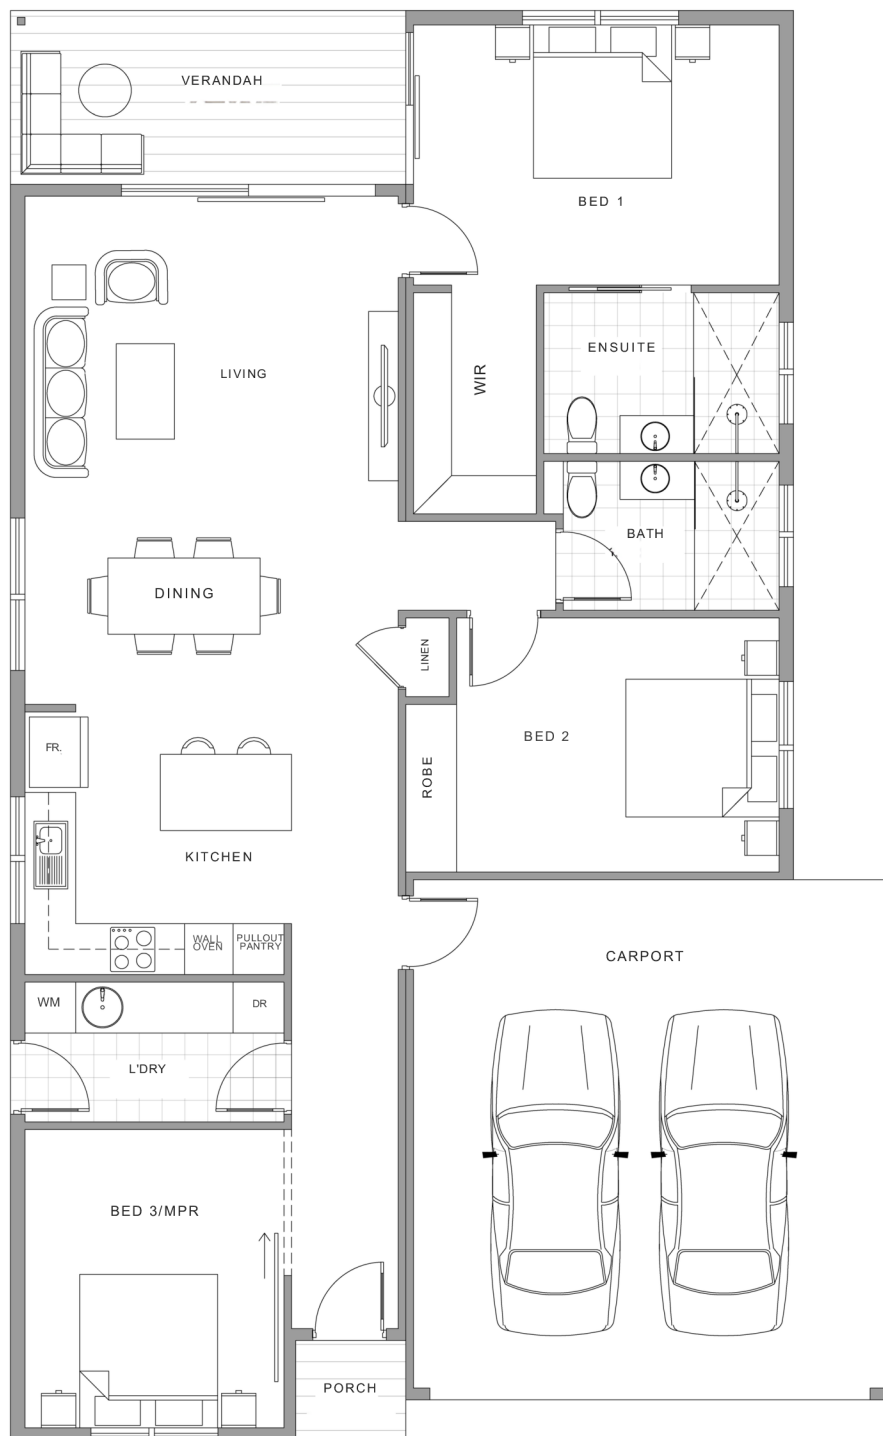 VERANDAH
BED 1
ENSUITE
LIVING
WIR
BATH
DINING
LINEN
BED 2
FR.
ROBE
KITCHEN
WALL
OVEN
PULLOUT
PANTRY
CARPORT
WM
DR
L'DRY
BED 3/MPR
PORCH